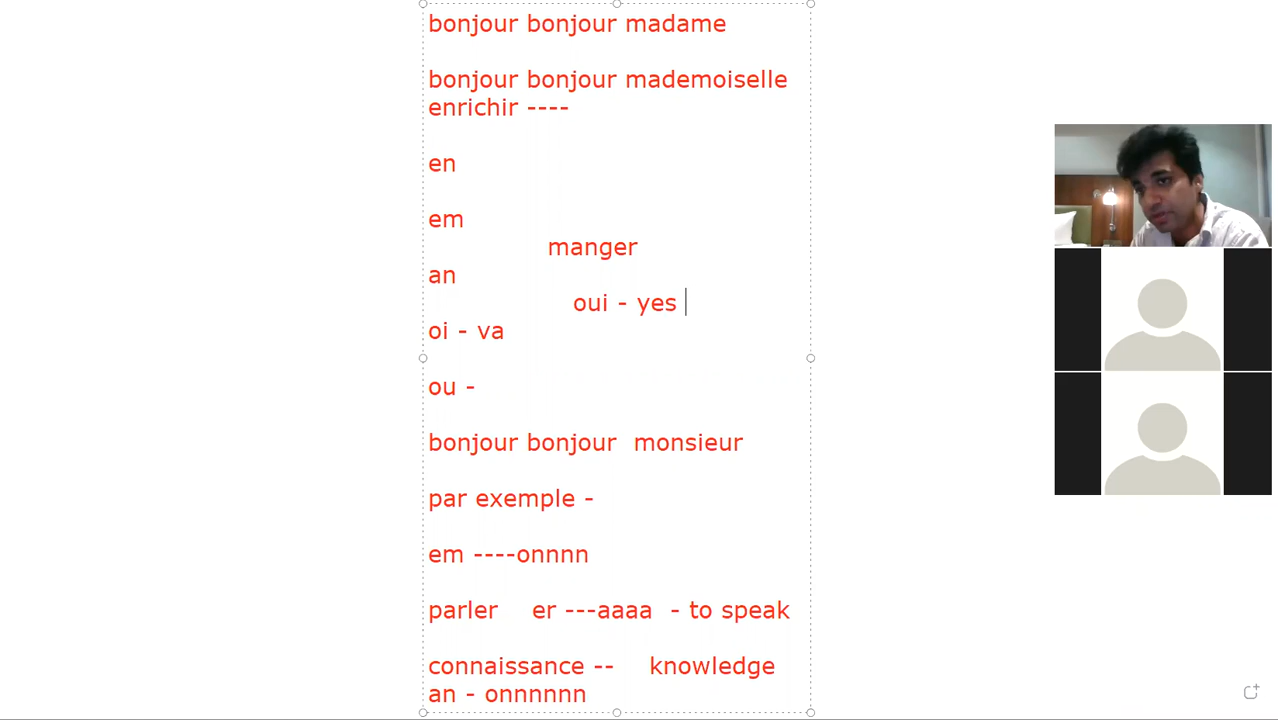 bonjour bonjour madame
bonjour bonjour mademoiselle
enrichir ----
en
em
manger
an
oui - yes
oi - va
ou -
bonjour bonjour  monsieur
par exemple -
em ----onnnn
parler    er ---aaaa  - to speak
connaissance --    knowledge
an - onnnnnn